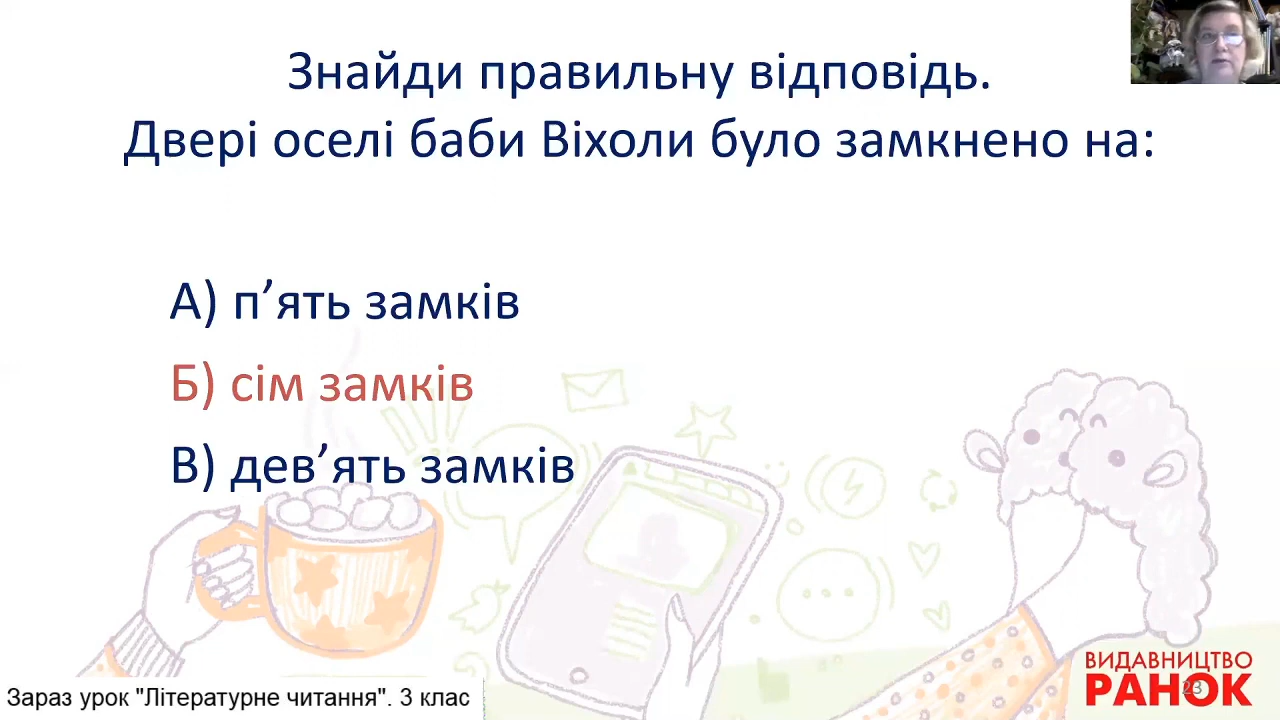 Знайди правильну відповідь.
Двері оселі баби Віхоли було замкнено на:
А) п’ять замків
Б) сім замків
В) дев’ять замків
ВИДАВНИЦТВО
РАНОК
23
Зараз урок "Літературне читання". 3 клас